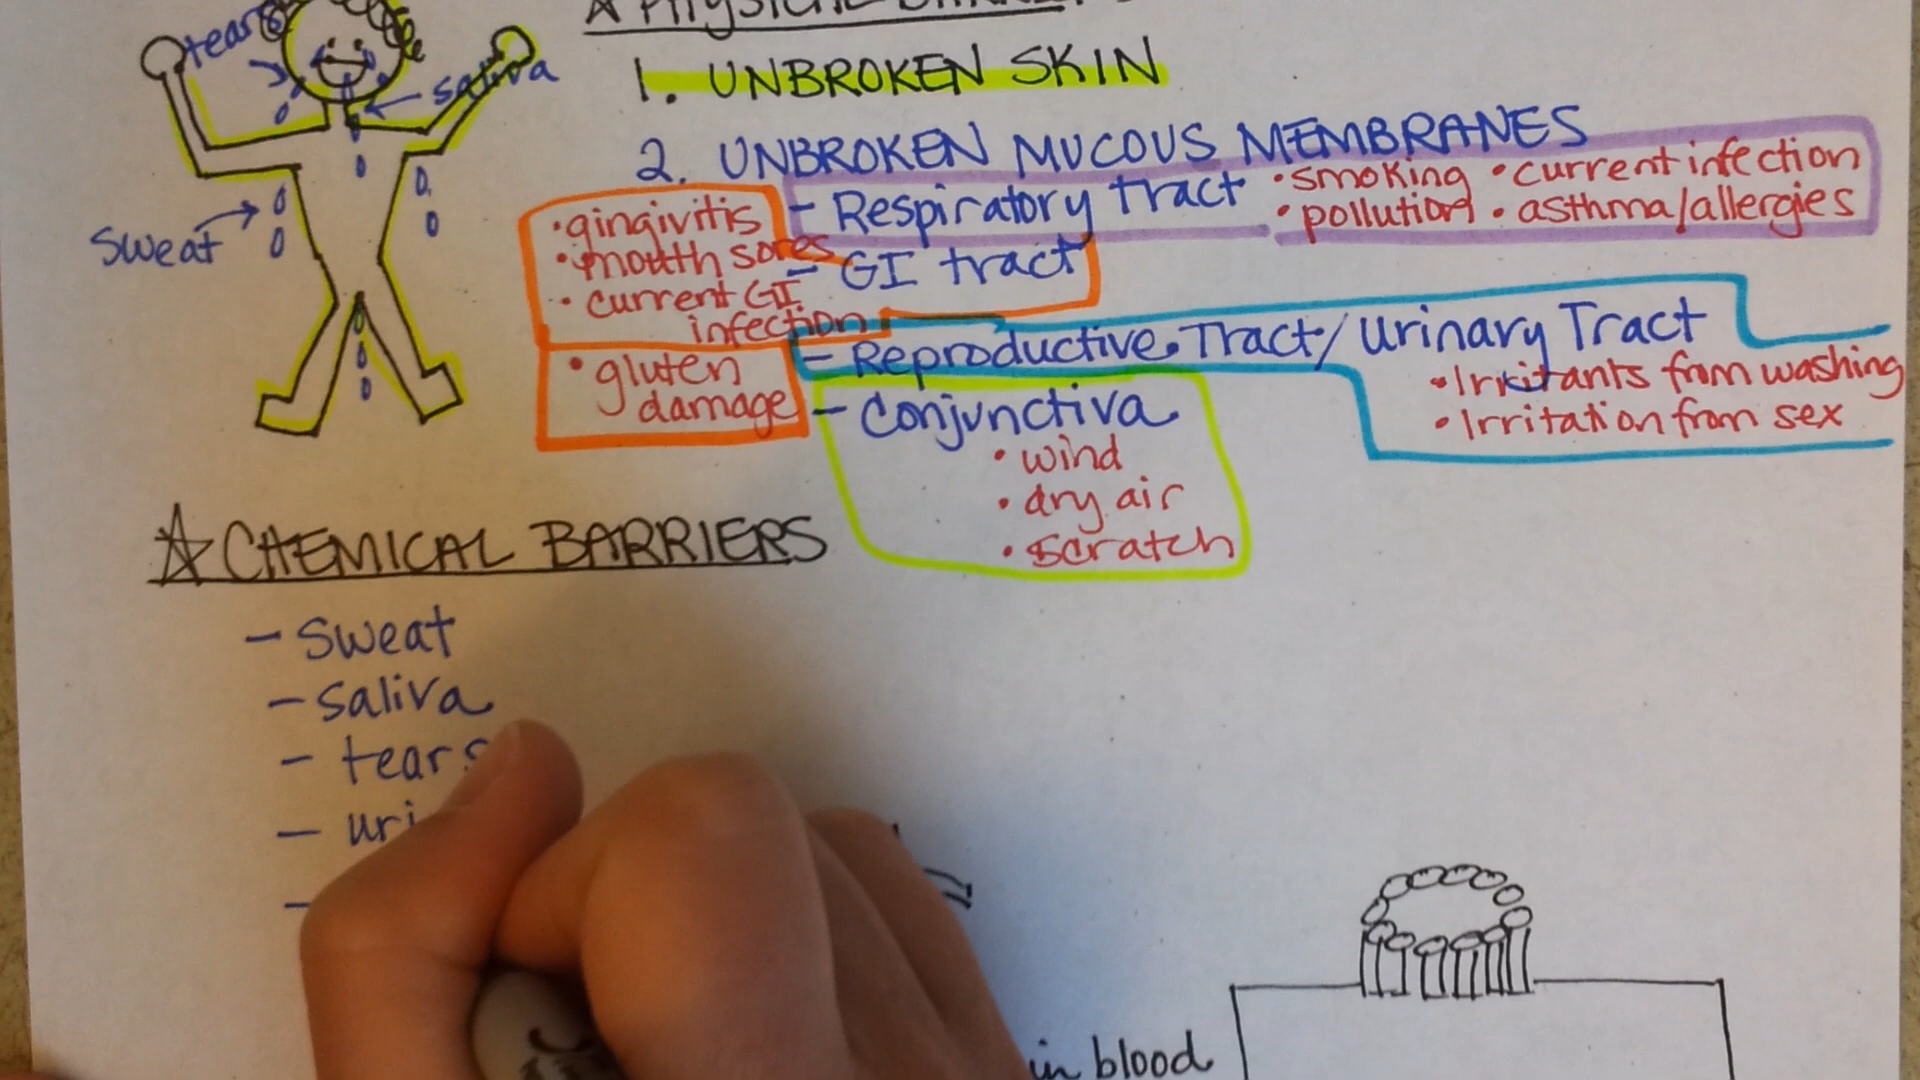 tears
saliva
sweat
1. UNBROKEN SKIN
2. UNBROKEN MUCOUS MEMBRANES
- Respiratory tract
• smoking • current infection
• pollution • asthma/allergies
• gingivitis
• mouth sores
• current GI
infection
• gluten
damage
- GI tract
- Reproductive Tract/Urinary Tract
• Irritants from washing
• Irritation from sex
- Conjunctiva
• wind
• dry air
• scratch
☆ CHEMICAL BARRIERS
- sweat
- saliva
- tears
- uri
-
in blood